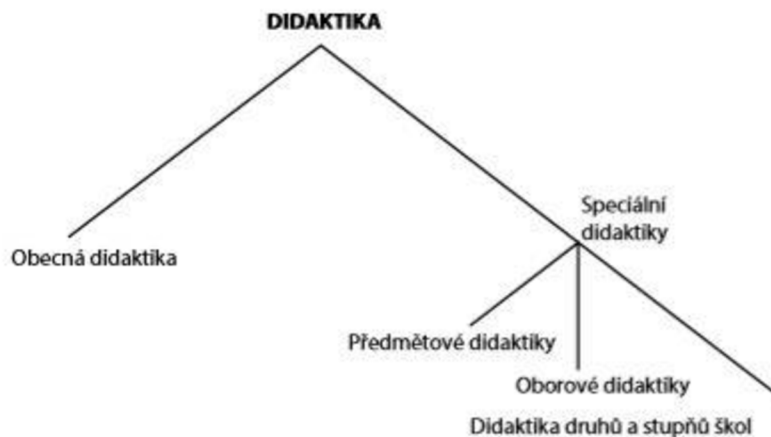 DIDAKTIKA
Speciální
didaktiky
Obecná didaktika
Předmětové didaktiky
Oborové didaktiky
Didaktika druhů a stupňů škol